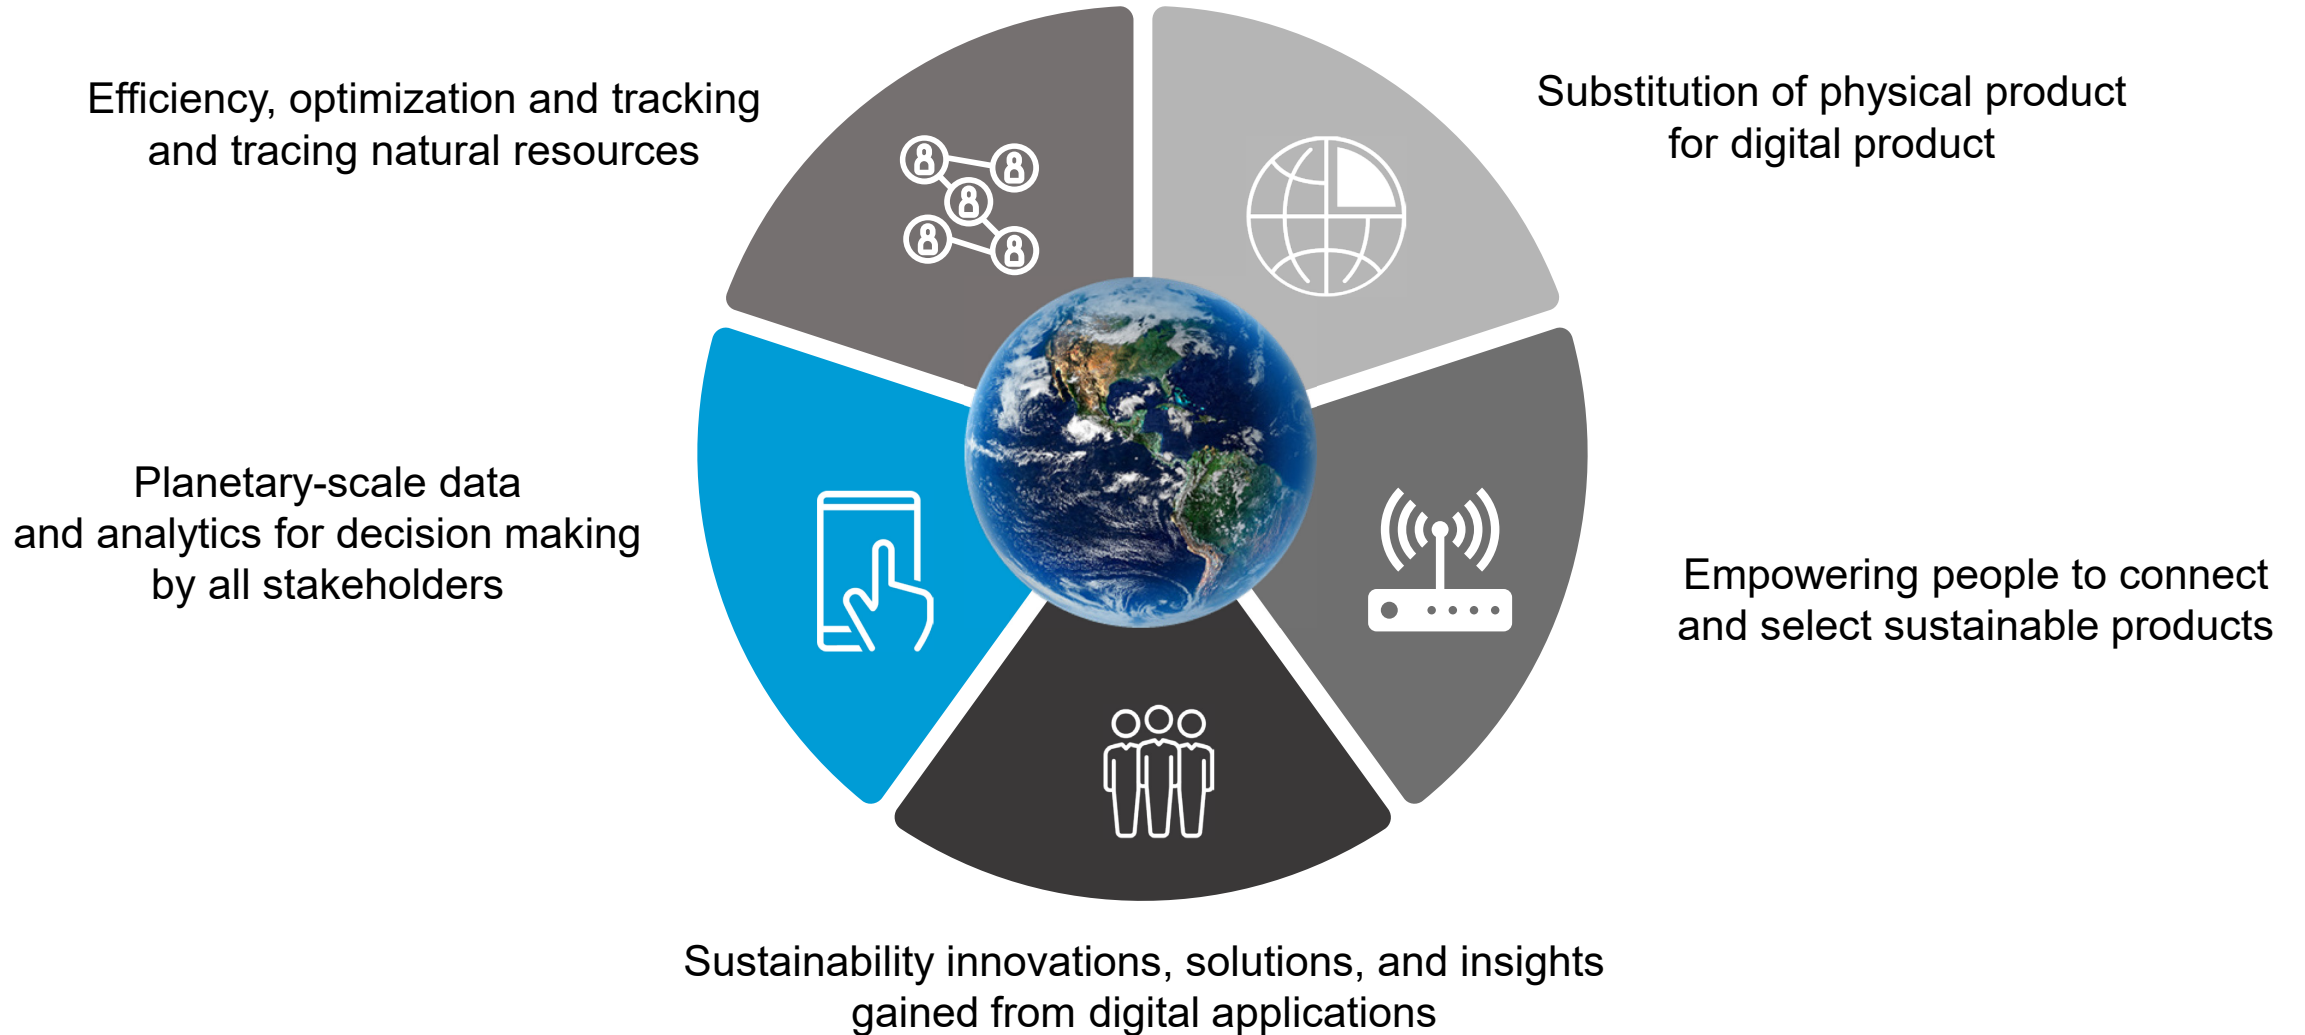 Efficiency, optimization and tracking
and tracing natural resources
Substitution of physical product
for digital product
Planetary-scale data
and analytics for decision making
by all stakeholders
Empowering people to connect
and select sustainable products
Sustainability innovations, solutions, and insights
gained from digital applications